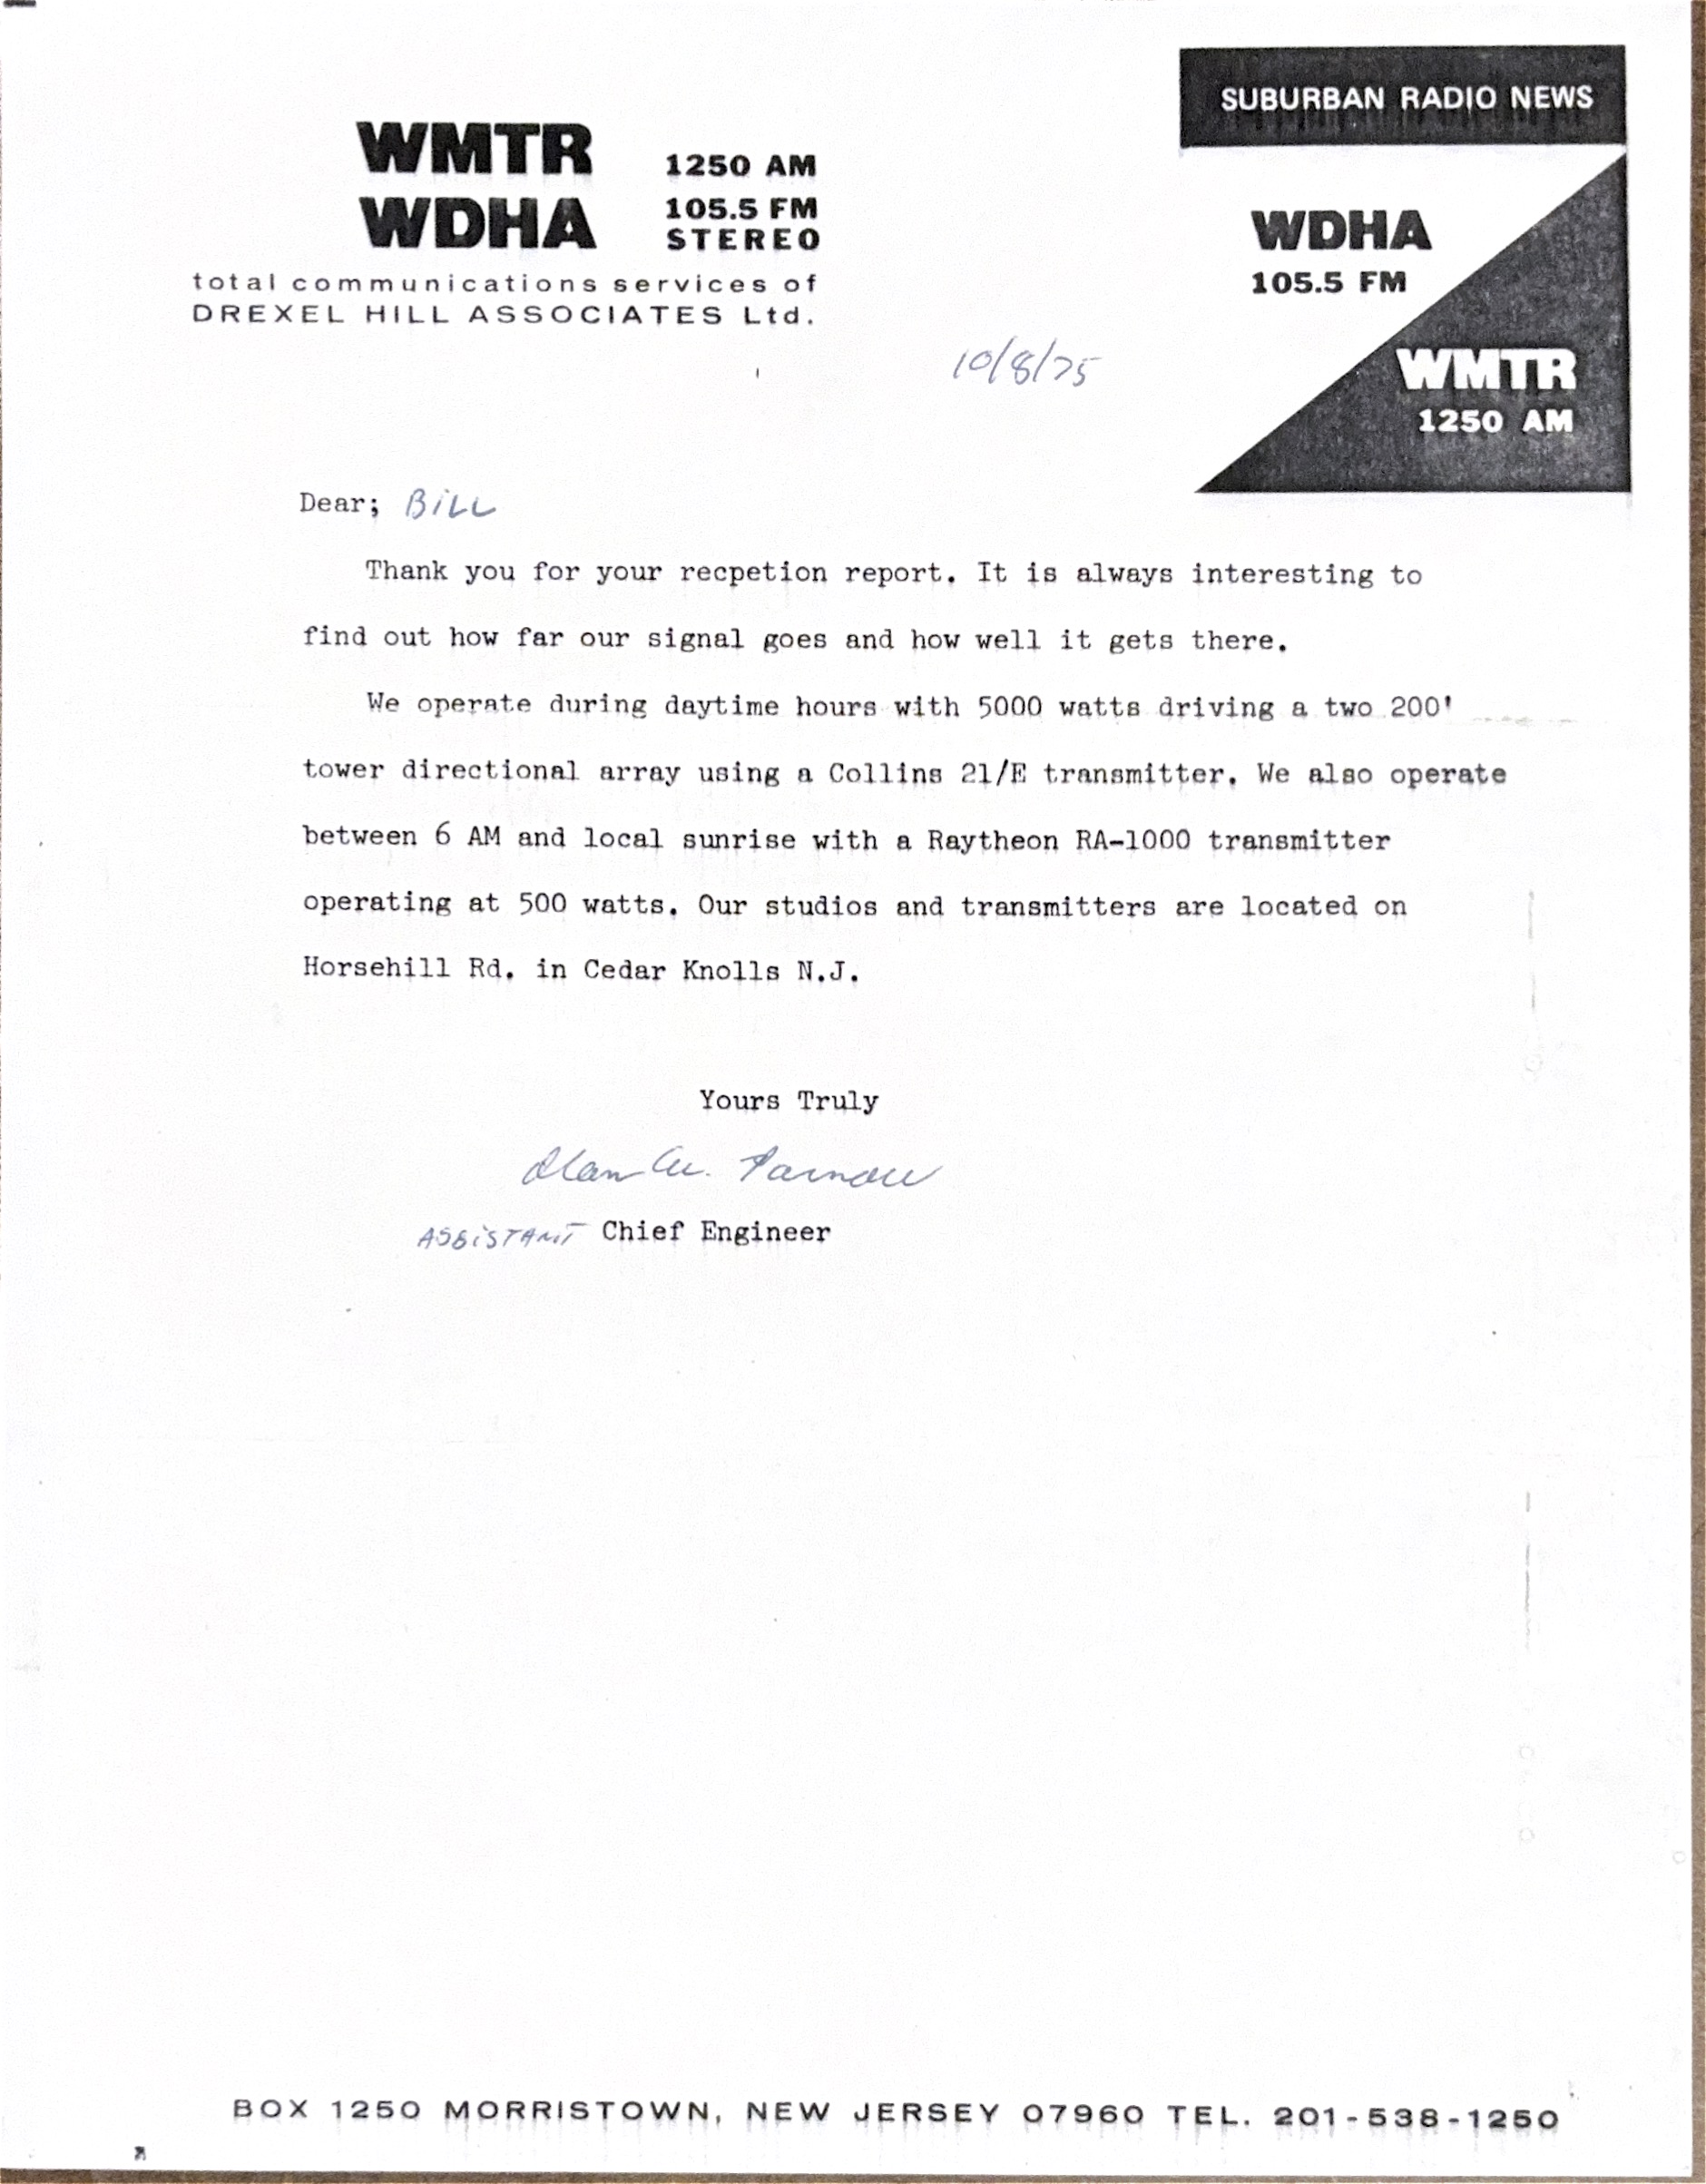 SUBURBAN RADIO NEWS
WMTR 1250 AM
WDHA 105.5 FM
STEREO
total communications services of
DREXEL HILL ASSOCIATES Ltd.
WDHA
105.5 FM
WMTR
1250 AM
10/8/75
Dear; BiLL
Thank you for your recpetion report. It is always interesting to
find out how far our signal goes and how well it gets there.
We operate during daytime hours with 5000 watts driving a two 200'
tower directional array using a Collins 21/E transmitter. We also operate
between 6 AM and local sunrise with a Raytheon RA-1000 transmitter
operating at 500 watts. Our studios and transmitters are located on
Horsehill Rd. in Cedar Knolls N.J.
Yours Truly
Alan W.
ASSiSTANT Chief Engineer
BOX 1250 MORRISTOWN, NEW JERSEY 07960 TEL. 201-538-1250